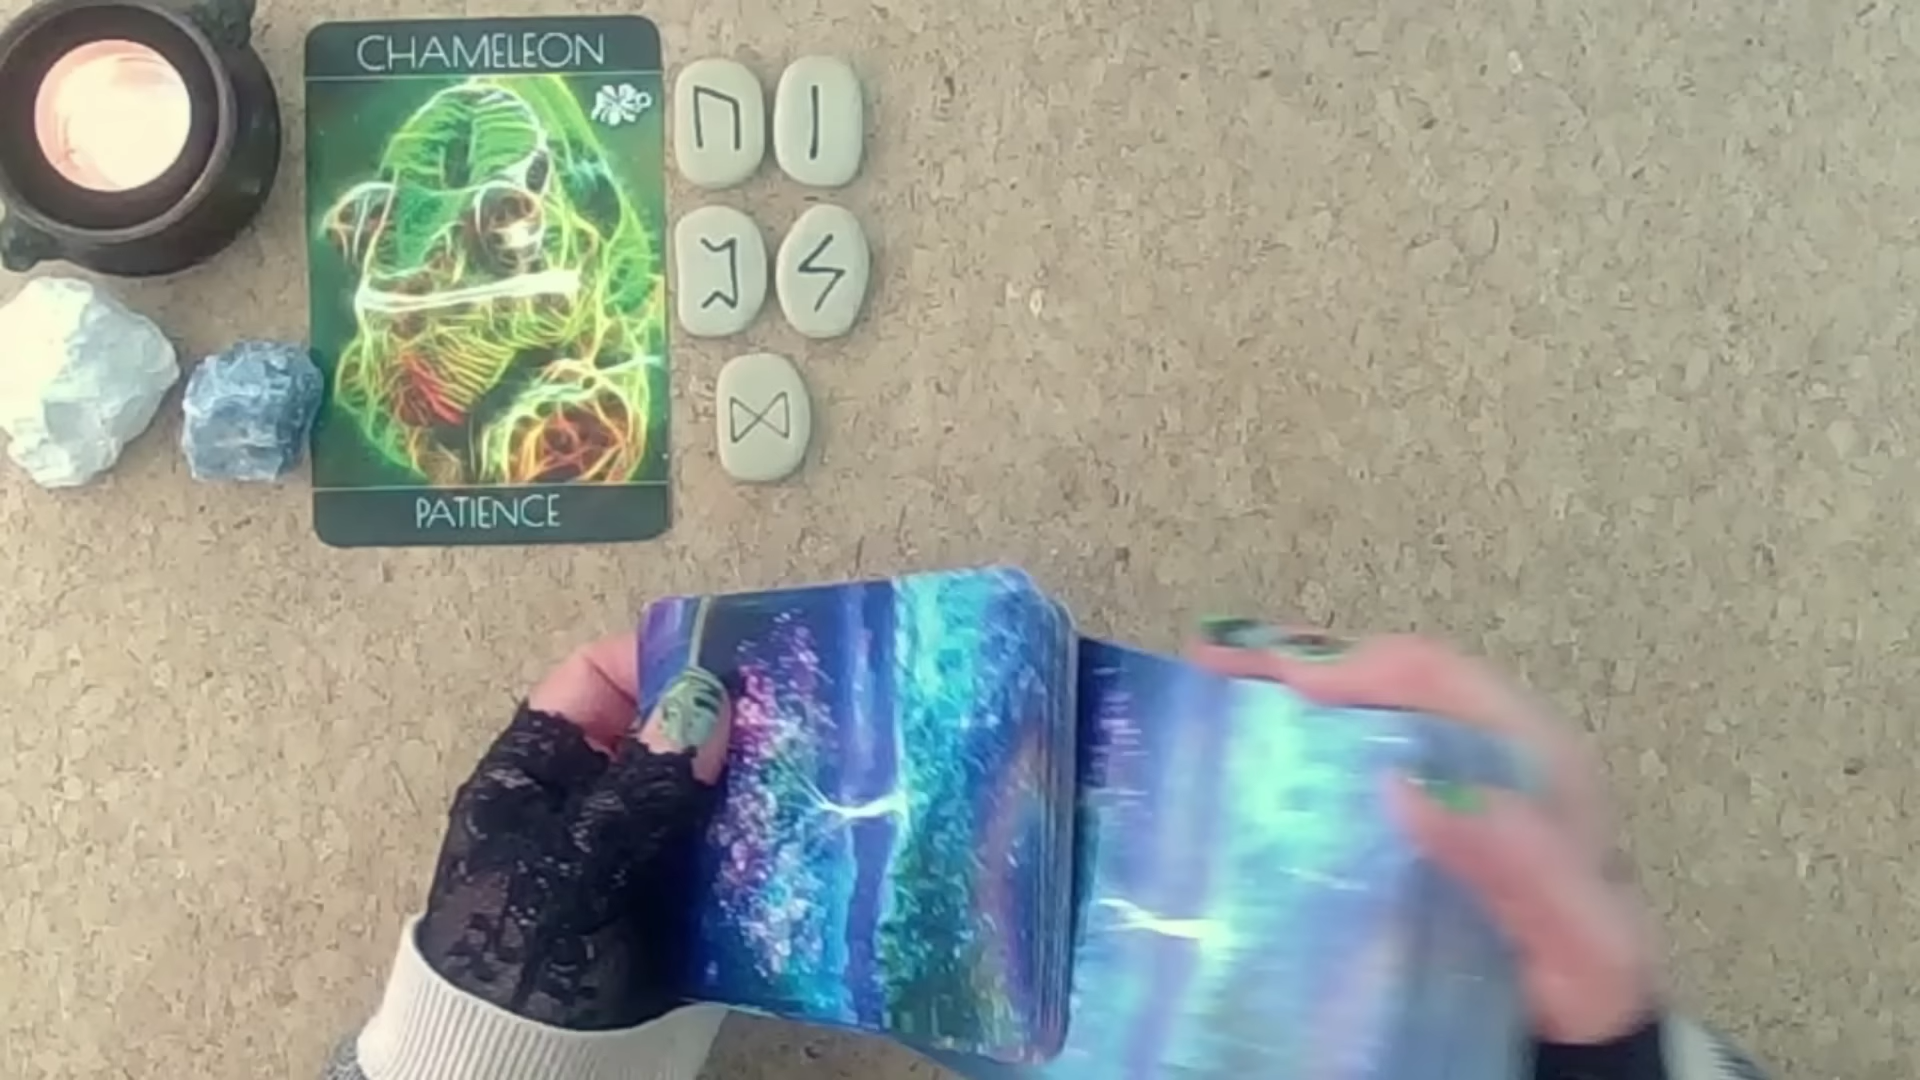 CHAMELEON
PATIENCE
ᚢ ᛁ
ᛈ ᛊ
ᛞ